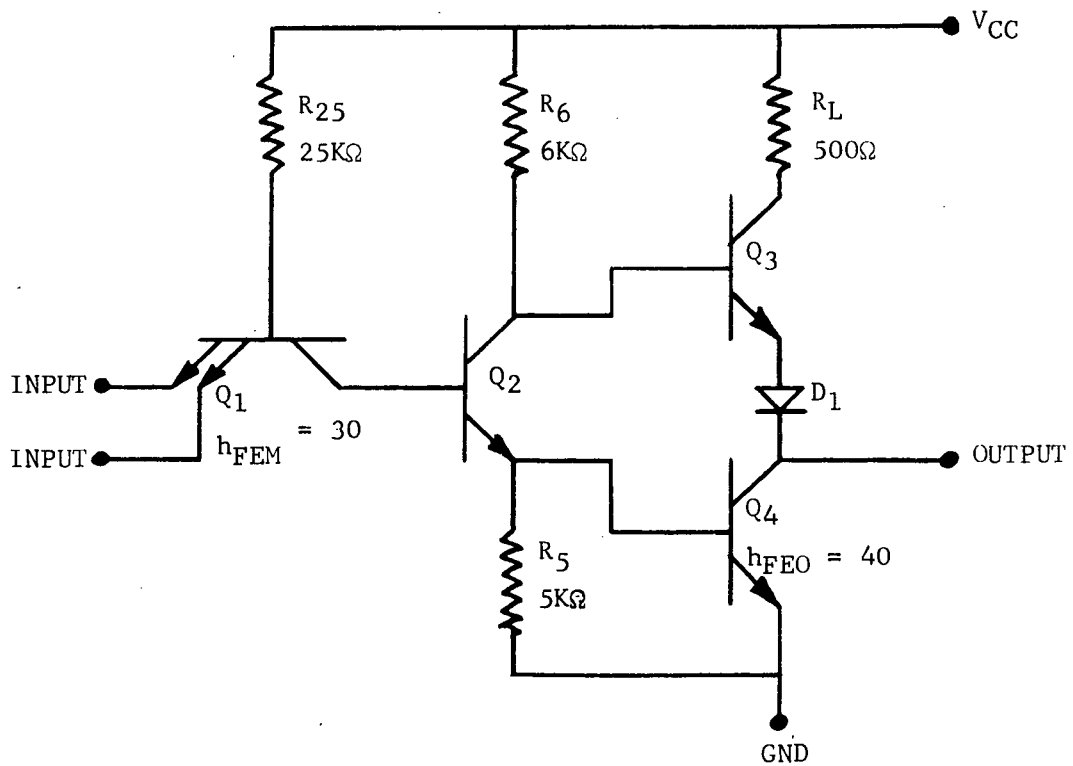 VCC
R25
25KΩ
R6
6KΩ
RL
500Ω
Q3
INPUT
Q1
INPUT
hFEM = 30
Q2
D1
OUTPUT
Q4
hFEO = 40
R5
5KΩ
GND